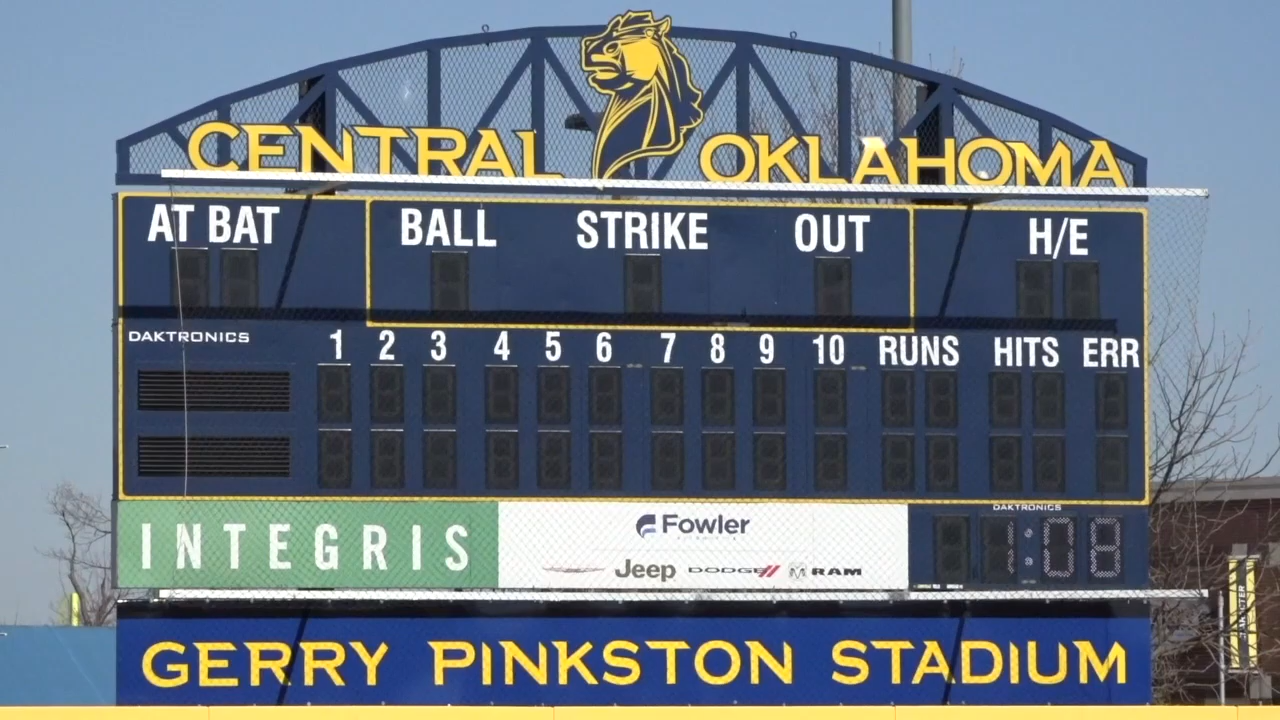 CENTRAL OKLAHOMA
AT BAT BALL STRIKE OUT H/E
DAKTRONICS 1 2 3 4 5 6 7 8 9 10 RUNS HITS ERR
INTEGRIS
Fowler
Jeep DODGE RAM
DAKTRONICS
1:08
GERRY PINKSTON STADIUM